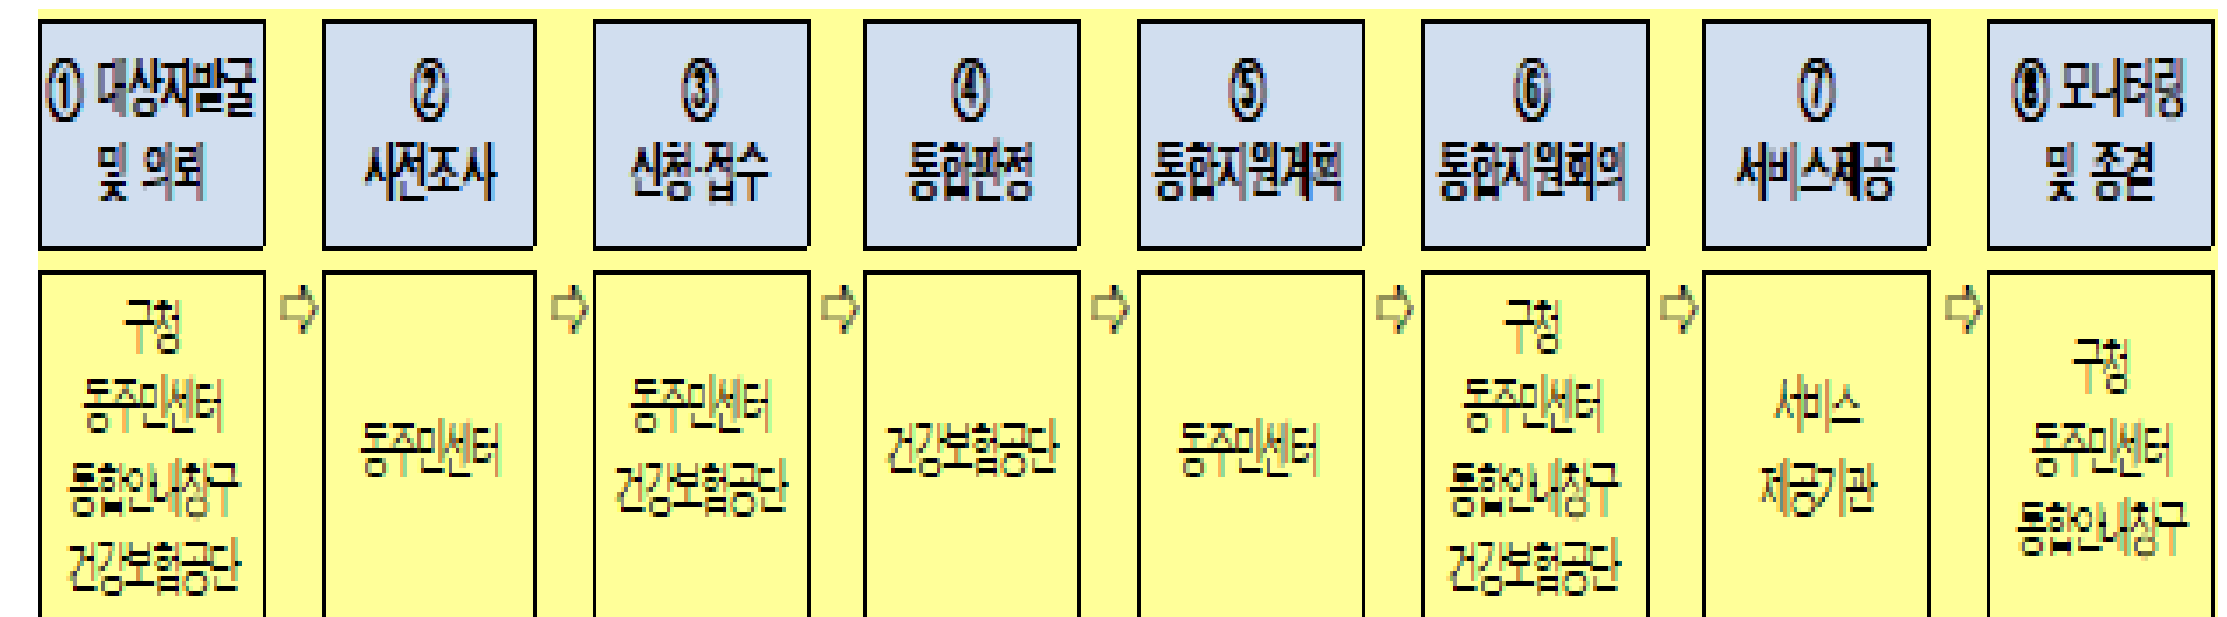 ① 대상자발굴
및 의뢰
②
사전조사
③
신청·접수
④
통합판정
⑤
통합지원계획
⑥
통합지원회의
⑦
서비스제공
⑧ 모니터링
및 종결
구청
동주민센터
통합안내창구
건강보험공단
⇨
동주민센터
⇨
동주민센터
건강보험공단
⇨
건강보험공단
⇨
동주민센터
⇨
구청
동주민센터
통합안내창구
건강보험공단
⇨
서비스
제공기관
⇨
구청
동주민센터
통합안내창구